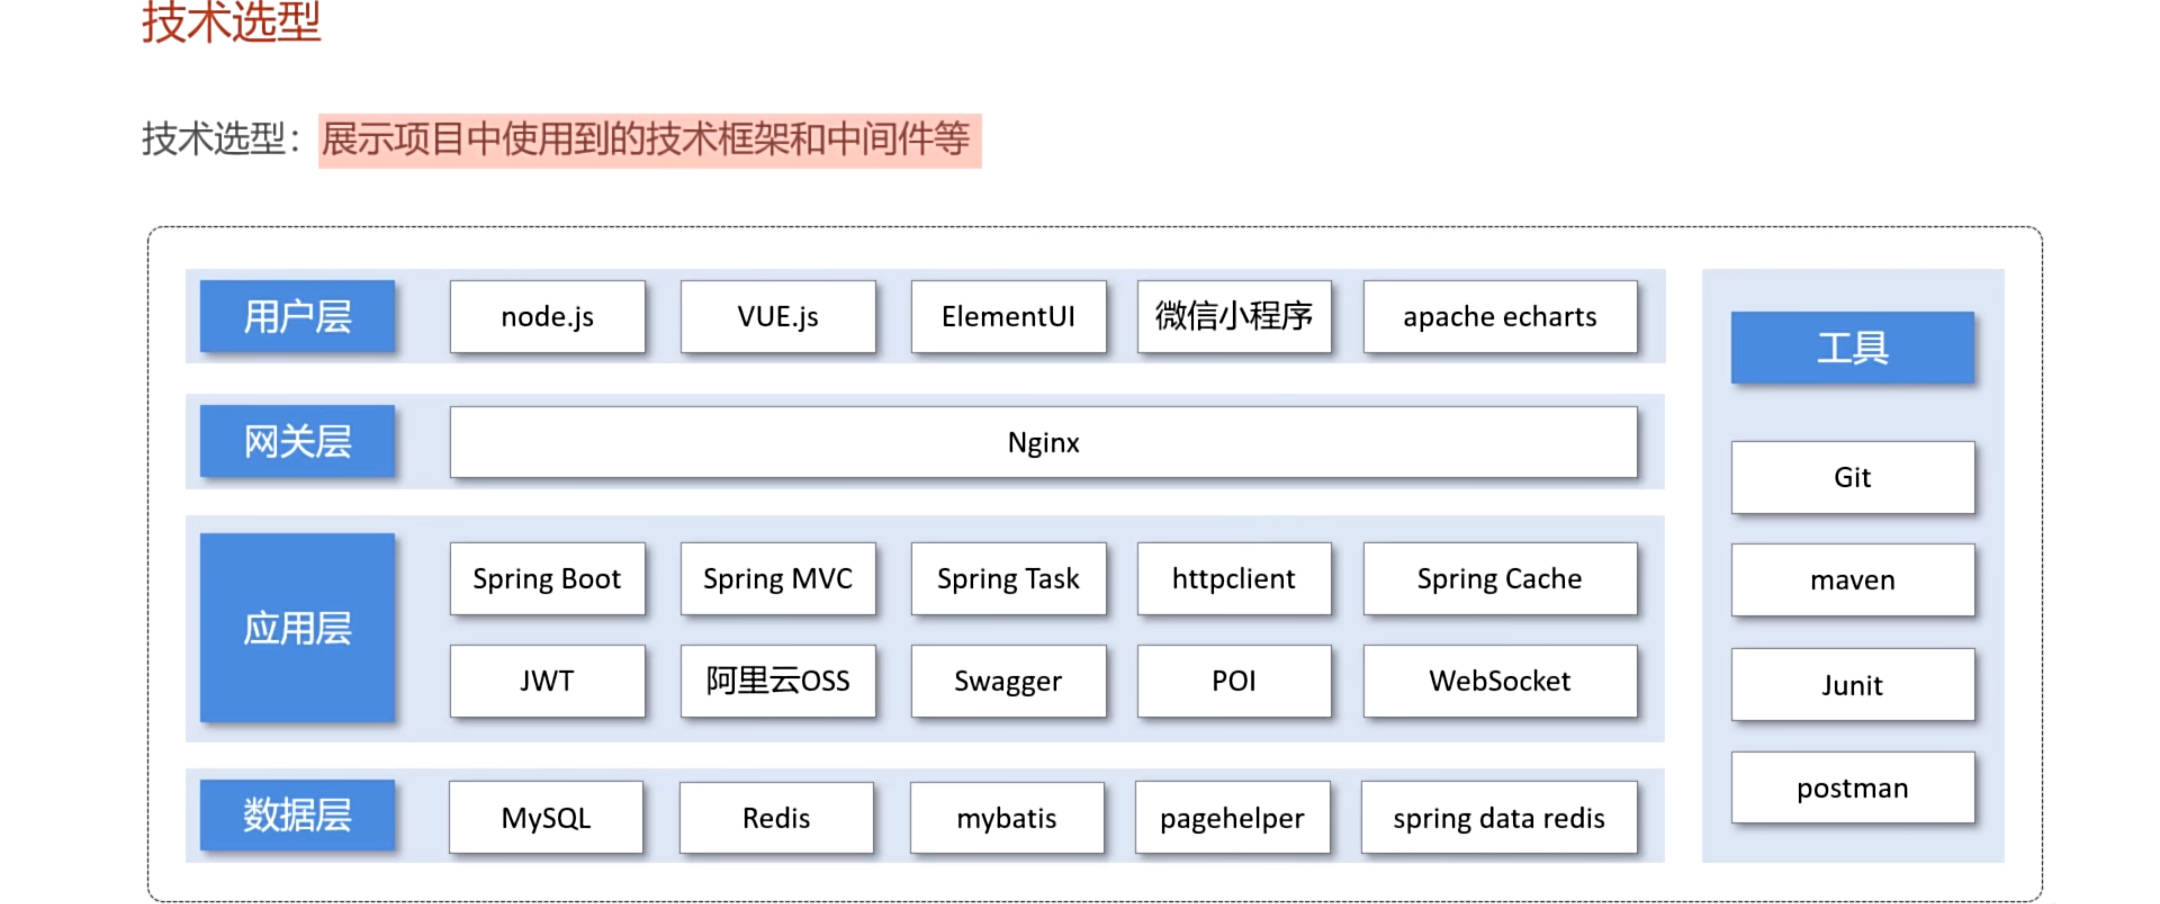 技术选型
技术选型：展示项目中使用到的技术框架和中间件等
用户层 node.js VUE.js ElementUI 微信小程序 apache echarts
网关层 Nginx
应用层
Spring Boot Spring MVC Spring Task httpclient Spring Cache
JWT 阿里云OSS Swagger POI WebSocket
数据层 MySQL Redis mybatis pagehelper spring data redis
工具
Git
maven
Junit
postman